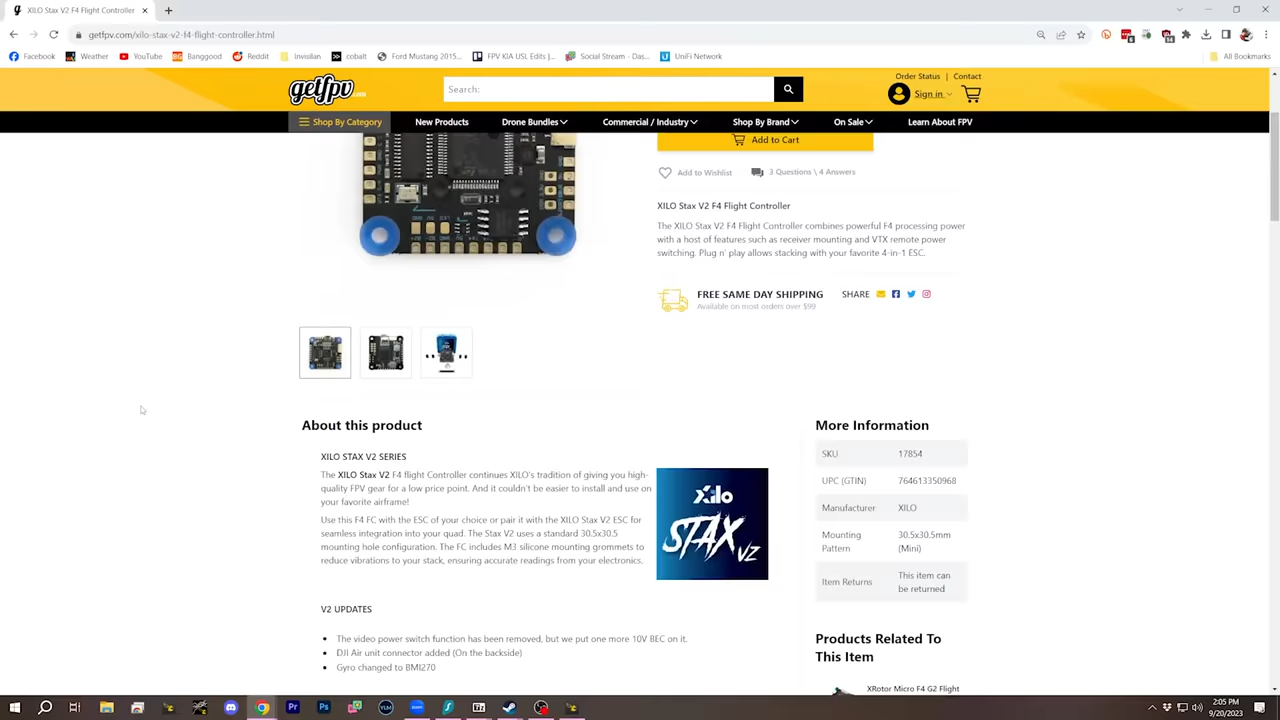 XILO Stax V2 F4 Flight Controller
getfpv.com/xilo-stax-v2-f4-flight-controller.html
Facebook Weather YouTube Banggood Reddit Invisilan cobalt Ford Mustang 2015... FPV KIA USL Edits |... Social Stream - Das... UniFi Network All Bookmarks
Order Status | Contact
getfpv.com
Search:
Sign in
Shop By Category New Products Drone Bundles Commercial / Industry Shop By Brand On Sale Learn About FPV
Add to Cart
Add to Wishlist 3 Questions \ 4 Answers
XILO Stax V2 F4 Flight Controller
The XILO Stax V2 F4 Flight Controller combines powerful F4 processing power
with a host of features such as receiver mounting and VTX remote power
switching. Plug n' play allows stacking with your favorite 4-in-1 ESC.
FREE SAME DAY SHIPPING SHARE
Available on most orders over $99
About this product
XILO STAX V2 SERIES
The XILO Stax V2 F4 flight Controller continues XILO's tradition of giving you high-
quality FPV gear for a low price point. And it couldn't be easier to install and use on
your favorite airframe!
Use this F4 FC with the ESC of your choice or pair it with the XILO Stax V2 ESC for
seamless integration into your quad. The Stax V2 uses a standard 30.5x30.5
mounting hole configuration. The FC includes M3 silicone mounting grommets to
reduce vibrations to your stack, ensuring accurate readings from your electronics.
Xilo
STAX V2
V2 UPDATES
The video power switch function has been removed, but we put one more 10V BEC on it.
DJI Air unit connector added (On the backside)
Gyro changed to BMI270
More Information
SKU 17854
UPC (GTIN) 764613350968
Manufacturer XILO
Mounting Pattern 30.5x30.5mm (Mini)
Item Returns This item can be returned
Products Related To
This Item
XRotor Micro F4 G2 Flight
2:05 PM
9/20/2023